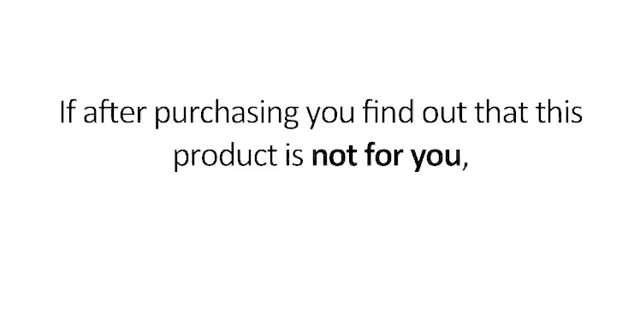 If after purchasing you find out that this
product is not for you,